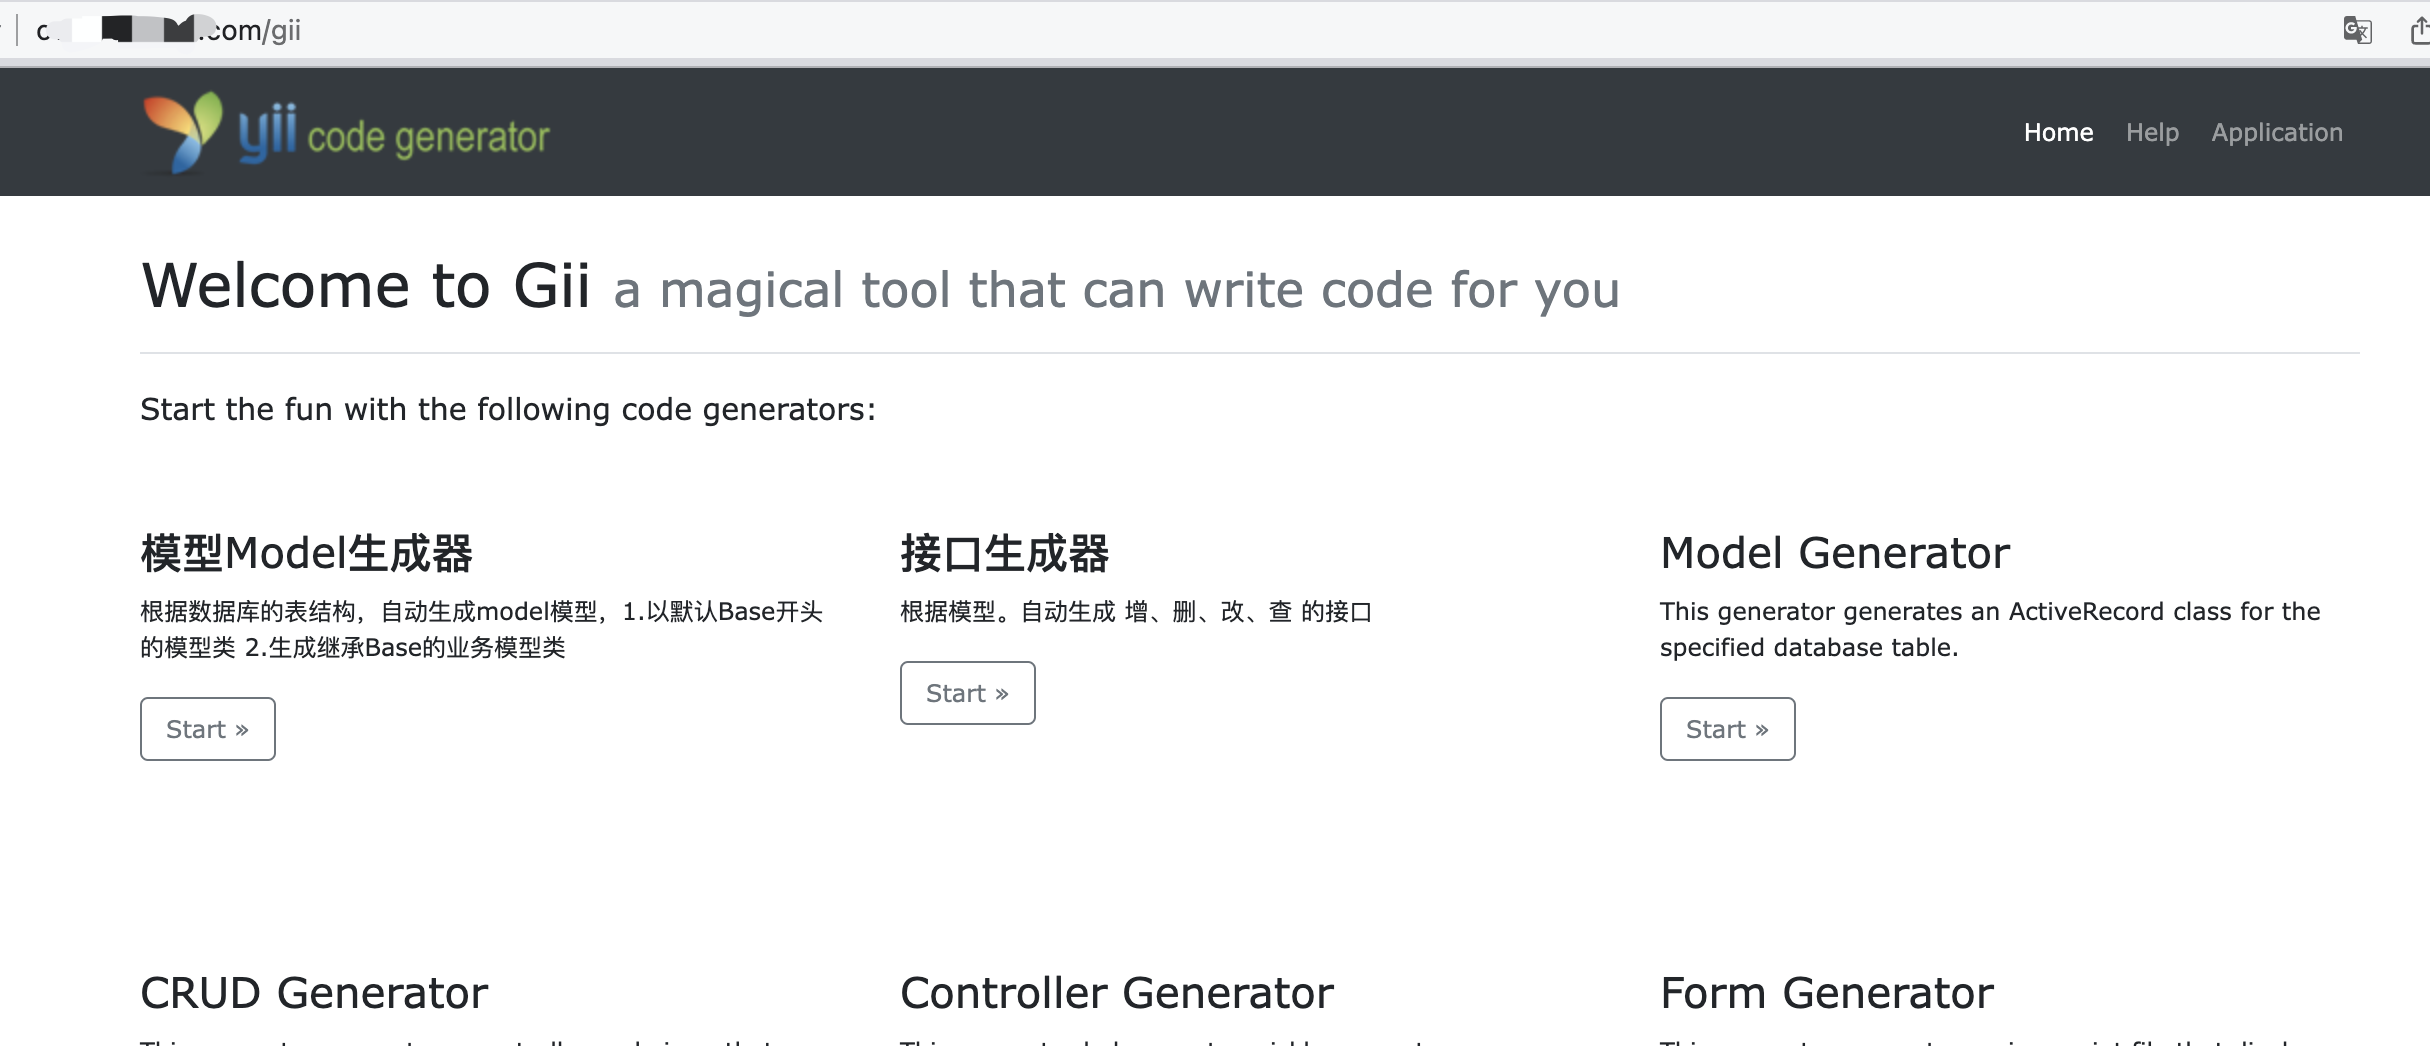 .com/gii
yii code generator
Home Help Application
Welcome to Gii a magical tool that can write code for you
Start the fun with the following code generators:
模型Model生成器
根据数据库的表结构，自动生成model模型，1.以默认Base开头
的模型类 2.生成继承Base的业务模型类
Start »
接口生成器
根据模型。自动生成 增、删、改、查 的接口
Start »
Model Generator
This generator generates an ActiveRecord class for the
specified database table.
Start »
CRUD Generator
Controller Generator
Form Generator